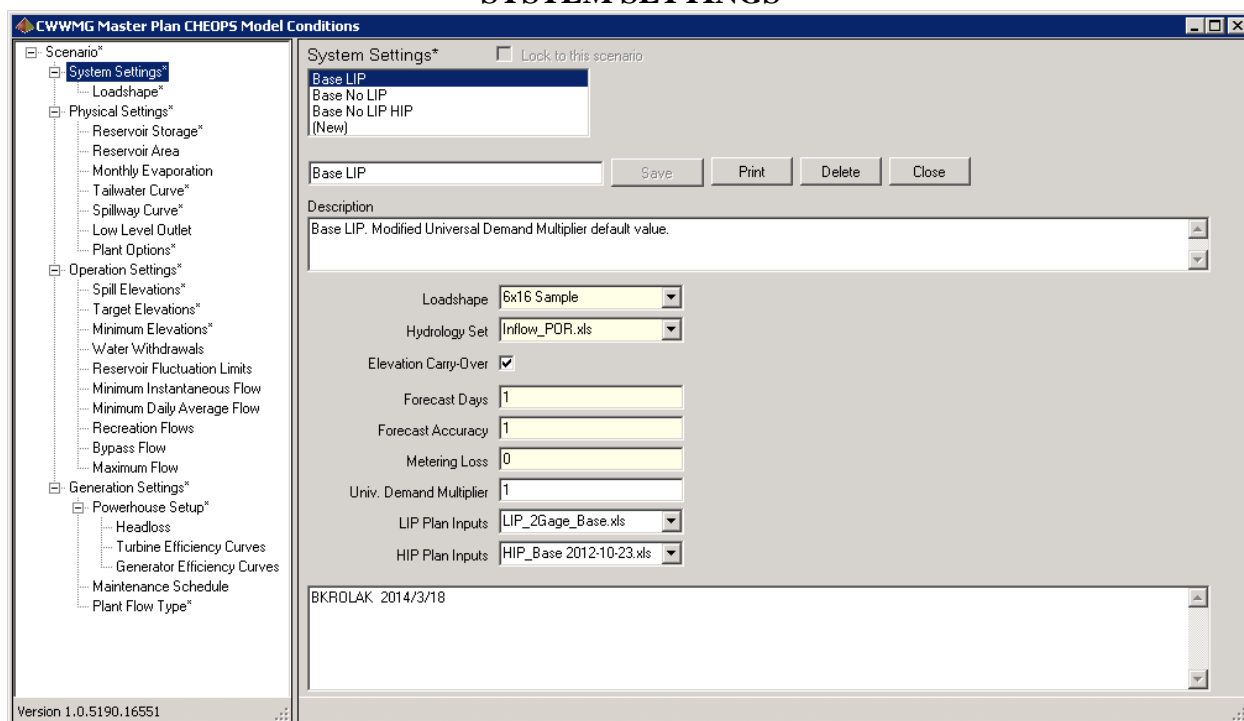 SYSTEM SETTINGS
CWWMG Master Plan CHEOPS Model Conditions
Scenario*
System Settings*
Loadshape*
Physical Settings*
Reservoir Storage*
Reservoir Area
Monthly Evaporation
Tailwater Curve*
Spillway Curve*
Low Level Outlet
Plant Options*
Operation Settings*
Spill Elevations*
Target Elevations*
Minimum Elevations*
Water Withdrawals
Reservoir Fluctuation Limits
Minimum Instantaneous Flow
Minimum Daily Average Flow
Recreation Flows
Bypass Flow
Maximum Flow
Generation Settings*
Powerhouse Setup*
Headloss
Turbine Efficiency Curves
Generator Efficiency Curves
Maintenance Schedule
Plant Flow Type*
Version 1.0.5190.16551
System Settings* Lock to this scenario
Base LIP
Base No LIP
Base No LIP HIP
(New)
Base LIP Save Print Delete Close
Description
Base LIP. Modified Universal Demand Multiplier default value.
Loadshape 6x16 Sample
Hydrology Set Inflow_POR.xls
Elevation Carry-Over
Forecast Days 1
Forecast Accuracy 1
Metering Loss 0
Univ. Demand Multiplier 1
LIP Plan Inputs LIP_2Gage_Base.xls
HIP Plan Inputs HIP_Base 2012-10-23.xls
BKROLAK 2014/3/18